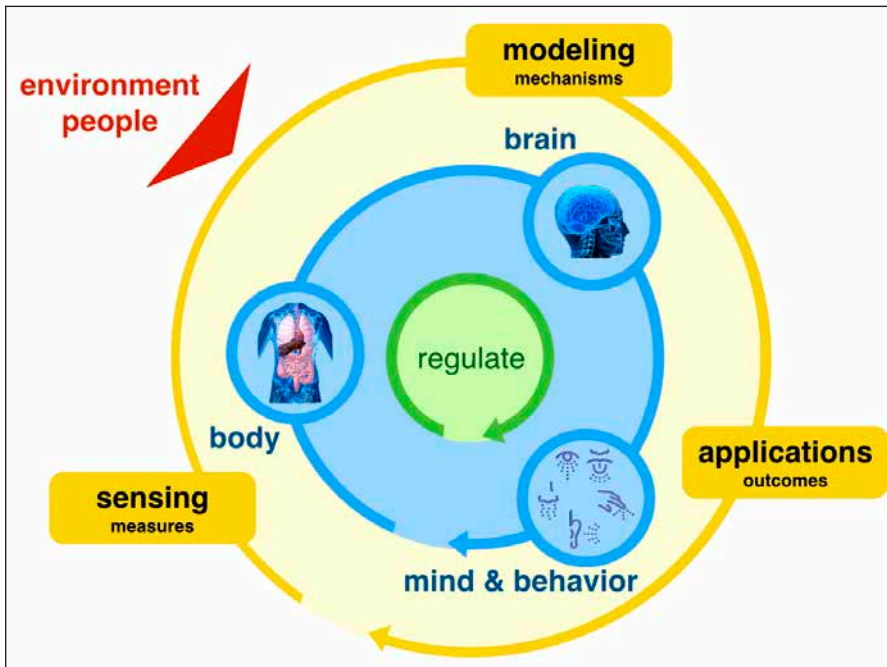 modeling
mechanisms
environment
people
brain
regulate
body
applications
outcomes
sensing
measures
mind & behavior